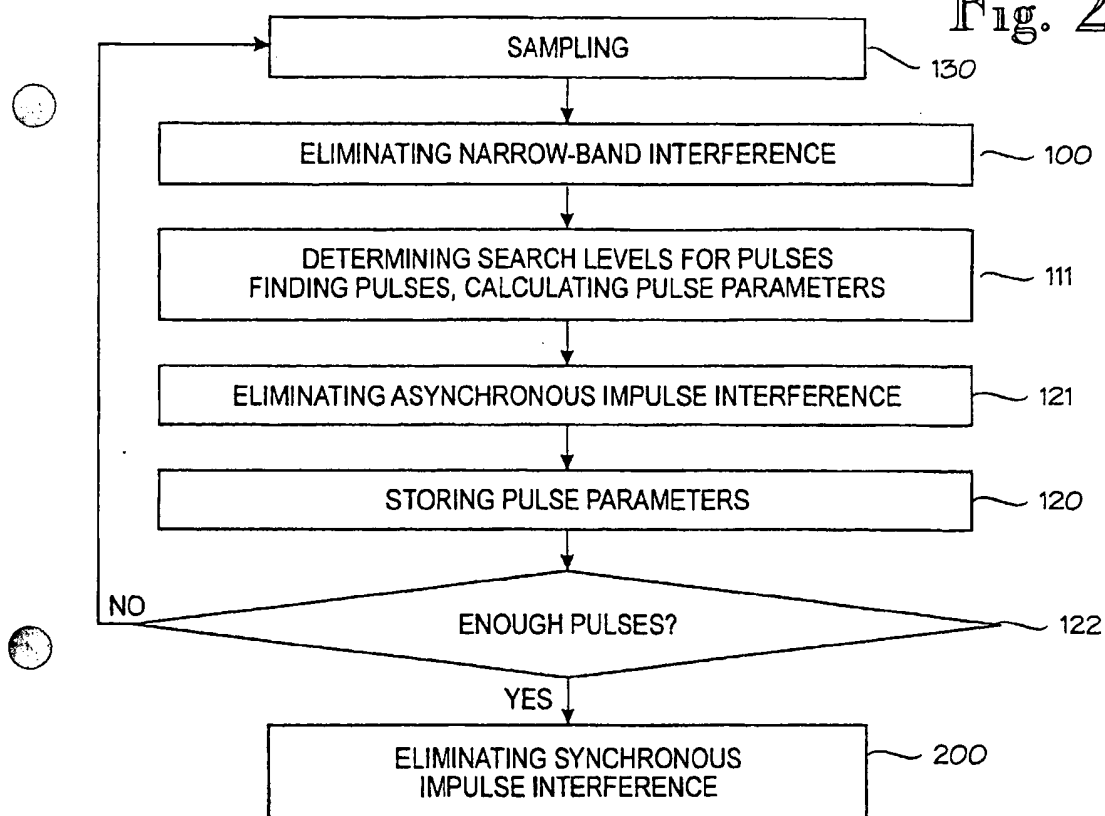 Fig. 2
SAMPLING
130
ELIMINATING NARROW-BAND INTERFERENCE
100
DETERMINING SEARCH LEVELS FOR PULSES
FINDING PULSES, CALCULATING PULSE PARAMETERS
111
ELIMINATING ASYNCHRONOUS IMPULSE INTERFERENCE
121
STORING PULSE PARAMETERS
120
ENOUGH PULSES?
122
NO
YES
ELIMINATING SYNCHRONOUS
IMPULSE INTERFERENCE
200